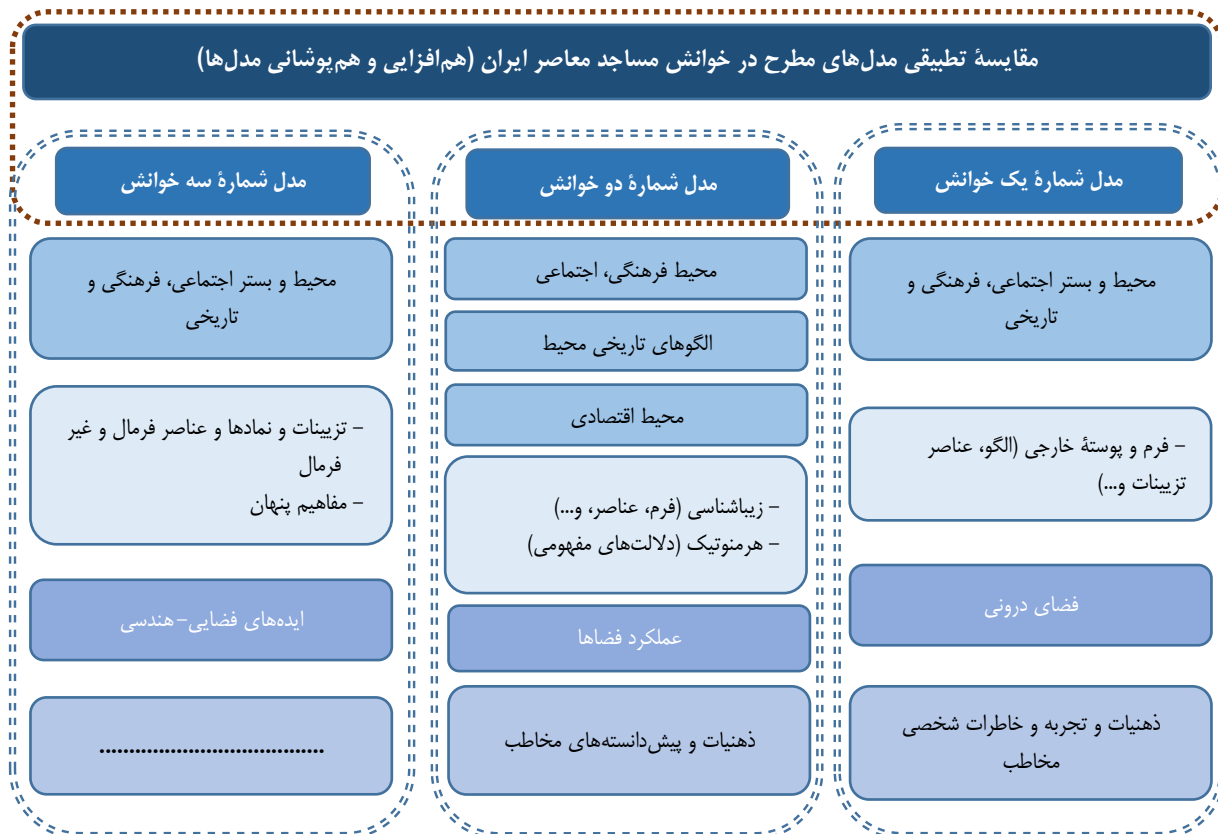 مقایسهٔ تطبیقی مدل‌های مطرح در خوانش مساجد معاصر ایران (هم‌افزایی و هم‌پوشانی مدل‌ها)
مدل شمارهٔ یک خوانش
محیط و بستر اجتماعی، فرهنگی و
تاریخی
- فرم و پوستهٔ خارجی (الگو، عناصر
تزیینات و...)
فضای درونی
ذهنیات و تجربه و خاطرات شخصی
مخاطب
مدل شمارهٔ دو خوانش
محیط فرهنگی، اجتماعی
الگوهای تاریخی محیط
محیط اقتصادی
- زیباشناسی (فرم، عناصر، و...)
- هرمنوتیک (دلالت‌های مفهومی)
عملکرد فضاها
ذهنیات و پیش‌دانسته‌های مخاطب
مدل شمارهٔ سه خوانش
محیط و بستر اجتماعی، فرهنگی و
تاریخی
- تزیینات و نمادها و عناصر فرمال و غیر
فرمال
- مفاهیم پنهان
ایده‌های فضایی-هندسی
......................................